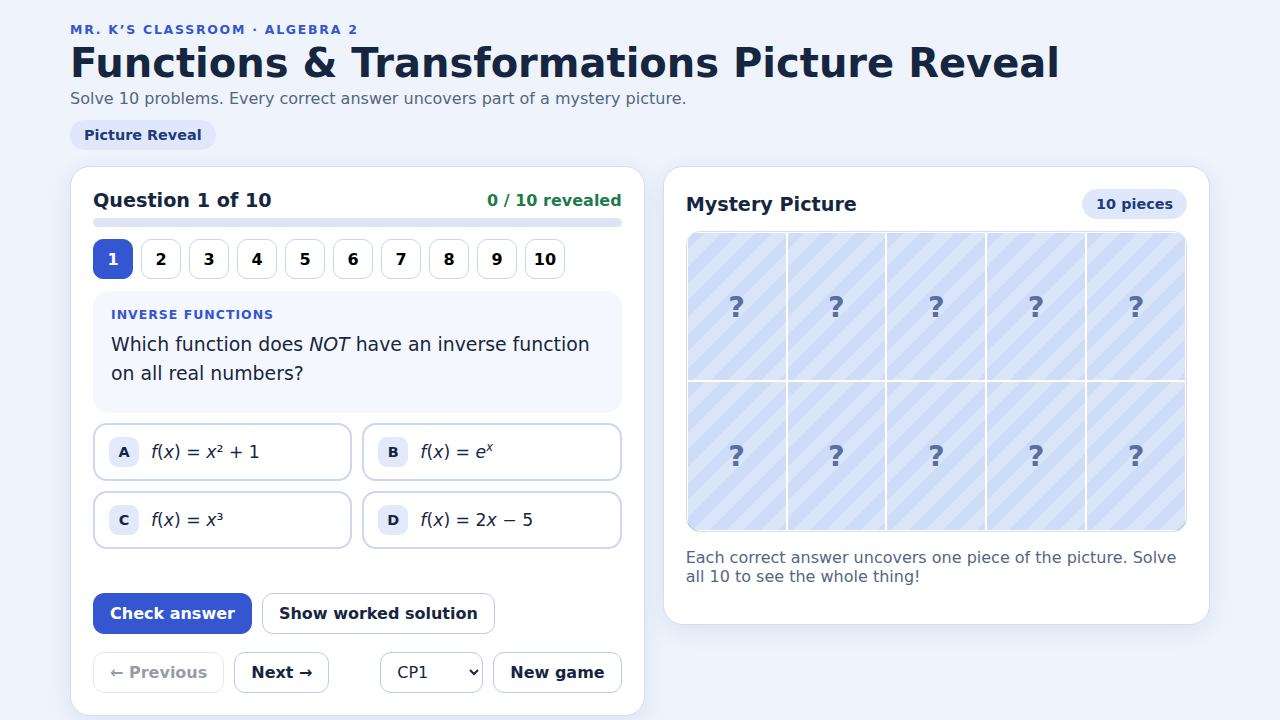 MR. K’S CLASSROOM · ALGEBRA 2
Functions & Transformations Picture Reveal
Solve 10 problems. Every correct answer uncovers part of a mystery picture.
Picture Reveal
Question 1 of 10
0 / 10 revealed
1 2 3 4 5 6 7 8 9 10
INVERSE FUNCTIONS
Which function does NOT have an inverse function
on all real numbers?
A f(x) = x² + 1
B f(x) = eˣ
C f(x) = x³
D f(x) = 2x − 5
Check answer
Show worked solution
← Previous
Next →
CP1
New game
Mystery Picture
10 pieces
? ? ? ? ?
? ? ? ? ?
Each correct answer uncovers one piece of the picture. Solve
all 10 to see the whole thing!